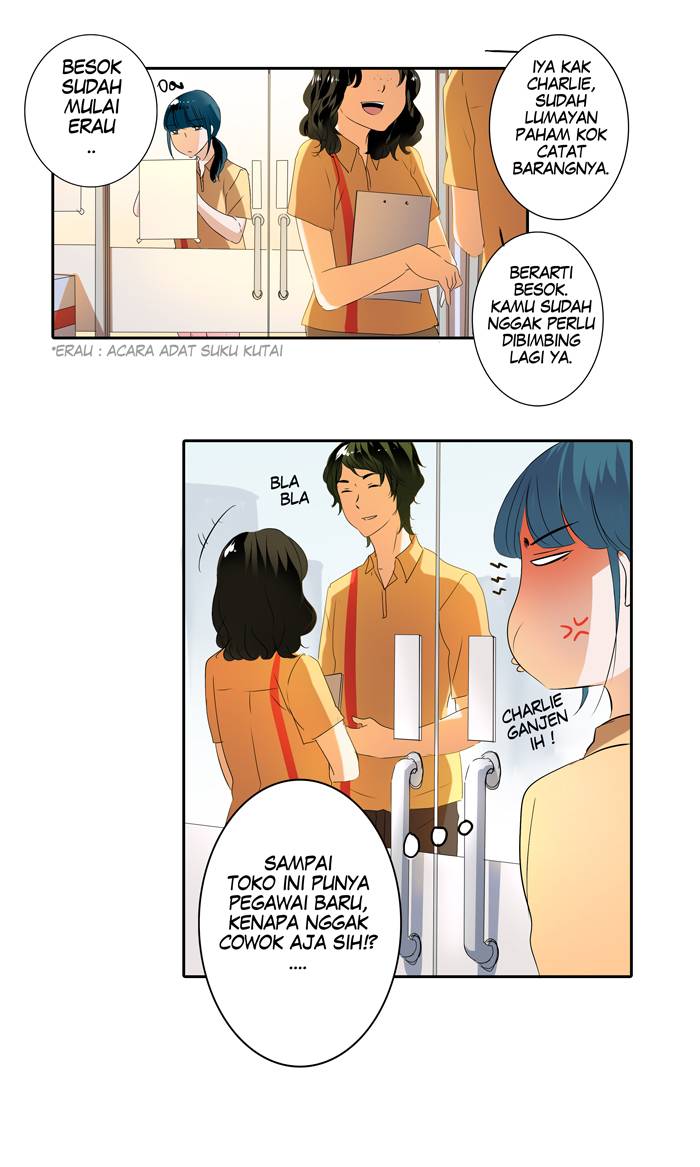 BESOK
SUDAH
MULAI
ERAU
..
IYA KAK
CHARLIE,
SUDAH
LUMAYAN
PAHAM KOK
CATAT
BARANGNYA.
BERARTI
BESOK.
KAMU SUDAH
NGGAK PERLU
DIBIMBING
LAGI YA.
*ERAU : ACARA ADAT SUKU KUTAI
BLA
BLA
CHARLIE
GANJEN
IH !
SAMPAI
TOKO INI PUNYA
PEGAWAI BARU,
KENAPA NGGAK
COWOK AJA SIH!?
....